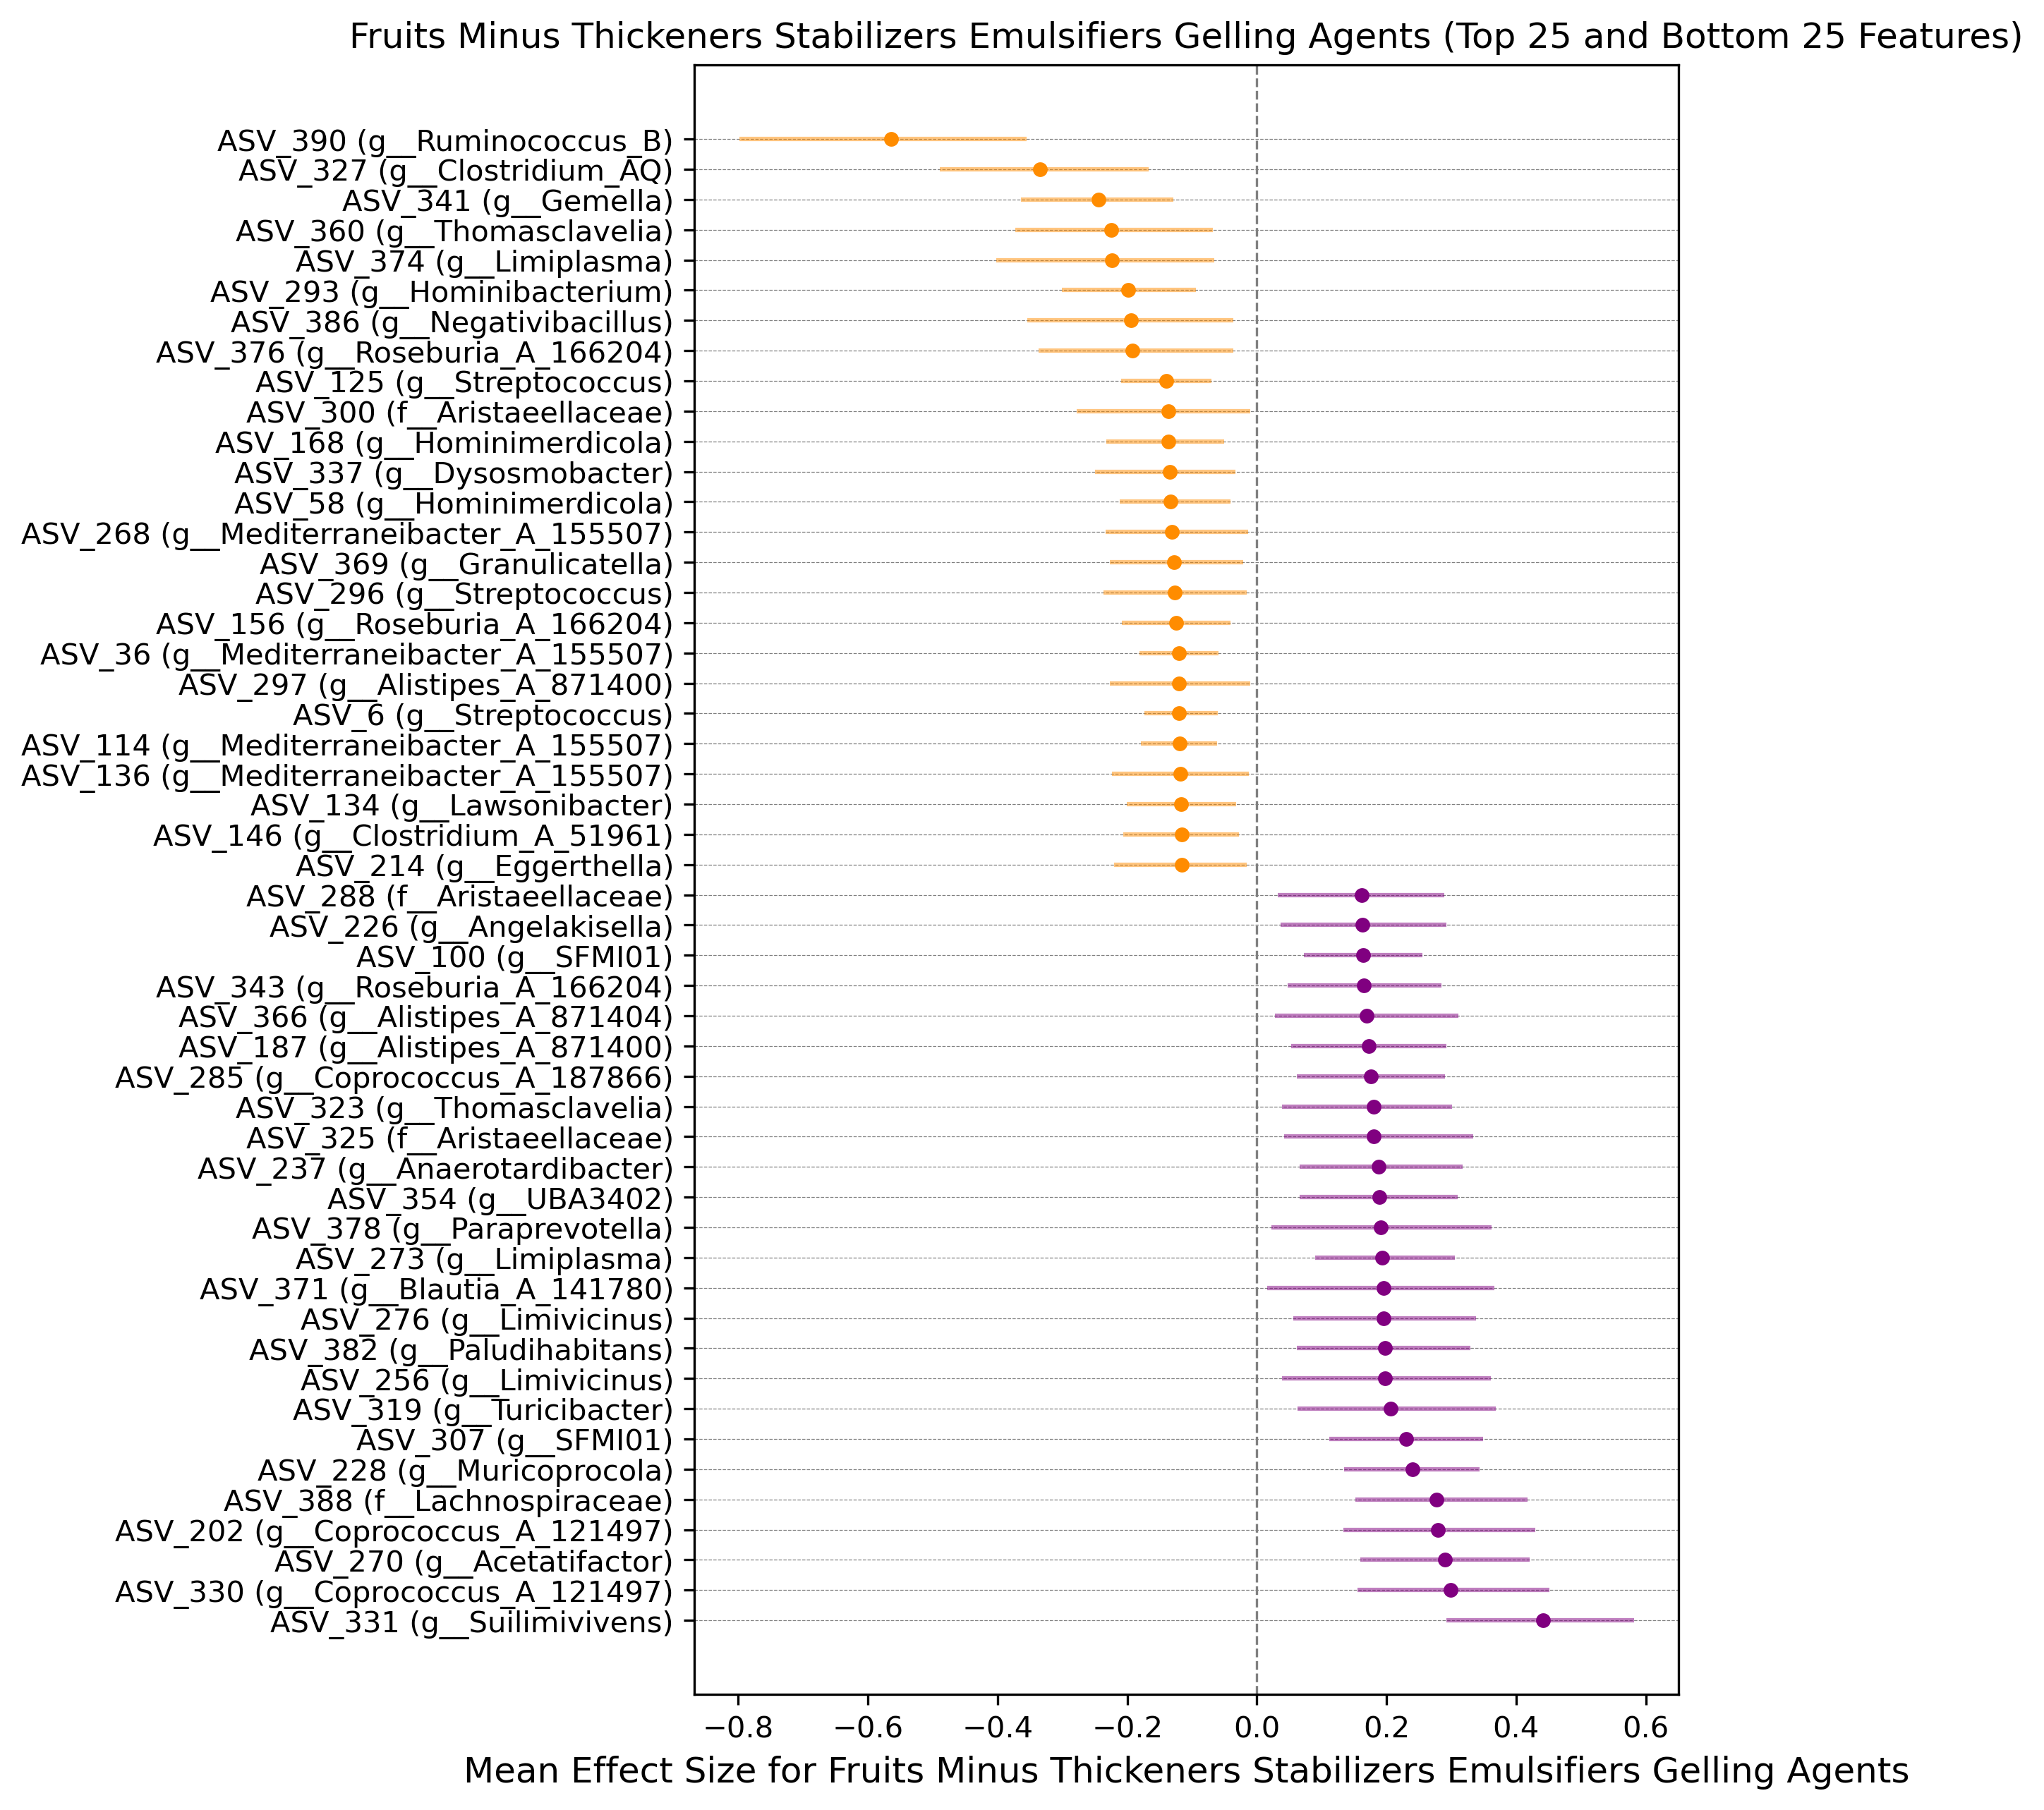 Fruits Minus Thickeners Stabilizers Emulsifiers Gelling Agents (Top 25 and Bottom 25 Features)
ASV_390 (g__Ruminococcus_B)
ASV_327 (g__Clostridium_AQ)
ASV_341 (g__Gemella)
ASV_360 (g__Thomasclavelia)
ASV_374 (g__Limiplasma)
ASV_293 (g__Hominibacterium)
ASV_386 (g__Negativibacillus)
ASV_376 (g__Roseburia_A_166204)
ASV_125 (g__Streptococcus)
ASV_300 (f__Aristaeellaceae)
ASV_168 (g__Hominimerdicola)
ASV_337 (g__Dysosmobacter)
ASV_58 (g__Hominimerdicola)
ASV_268 (g__Mediterraneibacter_A_155507)
ASV_369 (g__Granulicatella)
ASV_296 (g__Streptococcus)
ASV_156 (g__Roseburia_A_166204)
ASV_36 (g__Mediterraneibacter_A_155507)
ASV_297 (g__Alistipes_A_871400)
ASV_6 (g__Streptococcus)
ASV_114 (g__Mediterraneibacter_A_155507)
ASV_136 (g__Mediterraneibacter_A_155507)
ASV_134 (g__Lawsonibacter)
ASV_146 (g__Clostridium_A_51961)
ASV_214 (g__Eggerthella)
ASV_288 (f__Aristaeellaceae)
ASV_226 (g__Angelakisella)
ASV_100 (g__SFMI01)
ASV_343 (g__Roseburia_A_166204)
ASV_366 (g__Alistipes_A_871404)
ASV_187 (g__Alistipes_A_871400)
ASV_285 (g__Coprococcus_A_187866)
ASV_323 (g__Thomasclavelia)
ASV_325 (f__Aristaeellaceae)
ASV_237 (g__Anaerotardibacter)
ASV_354 (g__UBA3402)
ASV_378 (g__Paraprevotella)
ASV_273 (g__Limiplasma)
ASV_371 (g__Blautia_A_141780)
ASV_276 (g__Limivicinus)
ASV_382 (g__Paludihabitans)
ASV_256 (g__Limivicinus)
ASV_319 (g__Turicibacter)
ASV_307 (g__SFMI01)
ASV_228 (g__Muricoprocola)
ASV_388 (f__Lachnospiraceae)
ASV_202 (g__Coprococcus_A_121497)
ASV_270 (g__Acetatifactor)
ASV_330 (g__Coprococcus_A_121497)
ASV_331 (g__Suilimivivens)
−0.8 −0.6 −0.4 −0.2 0.0 0.2 0.4 0.6
Mean Effect Size for Fruits Minus Thickeners Stabilizers Emulsifiers Gelling Agents